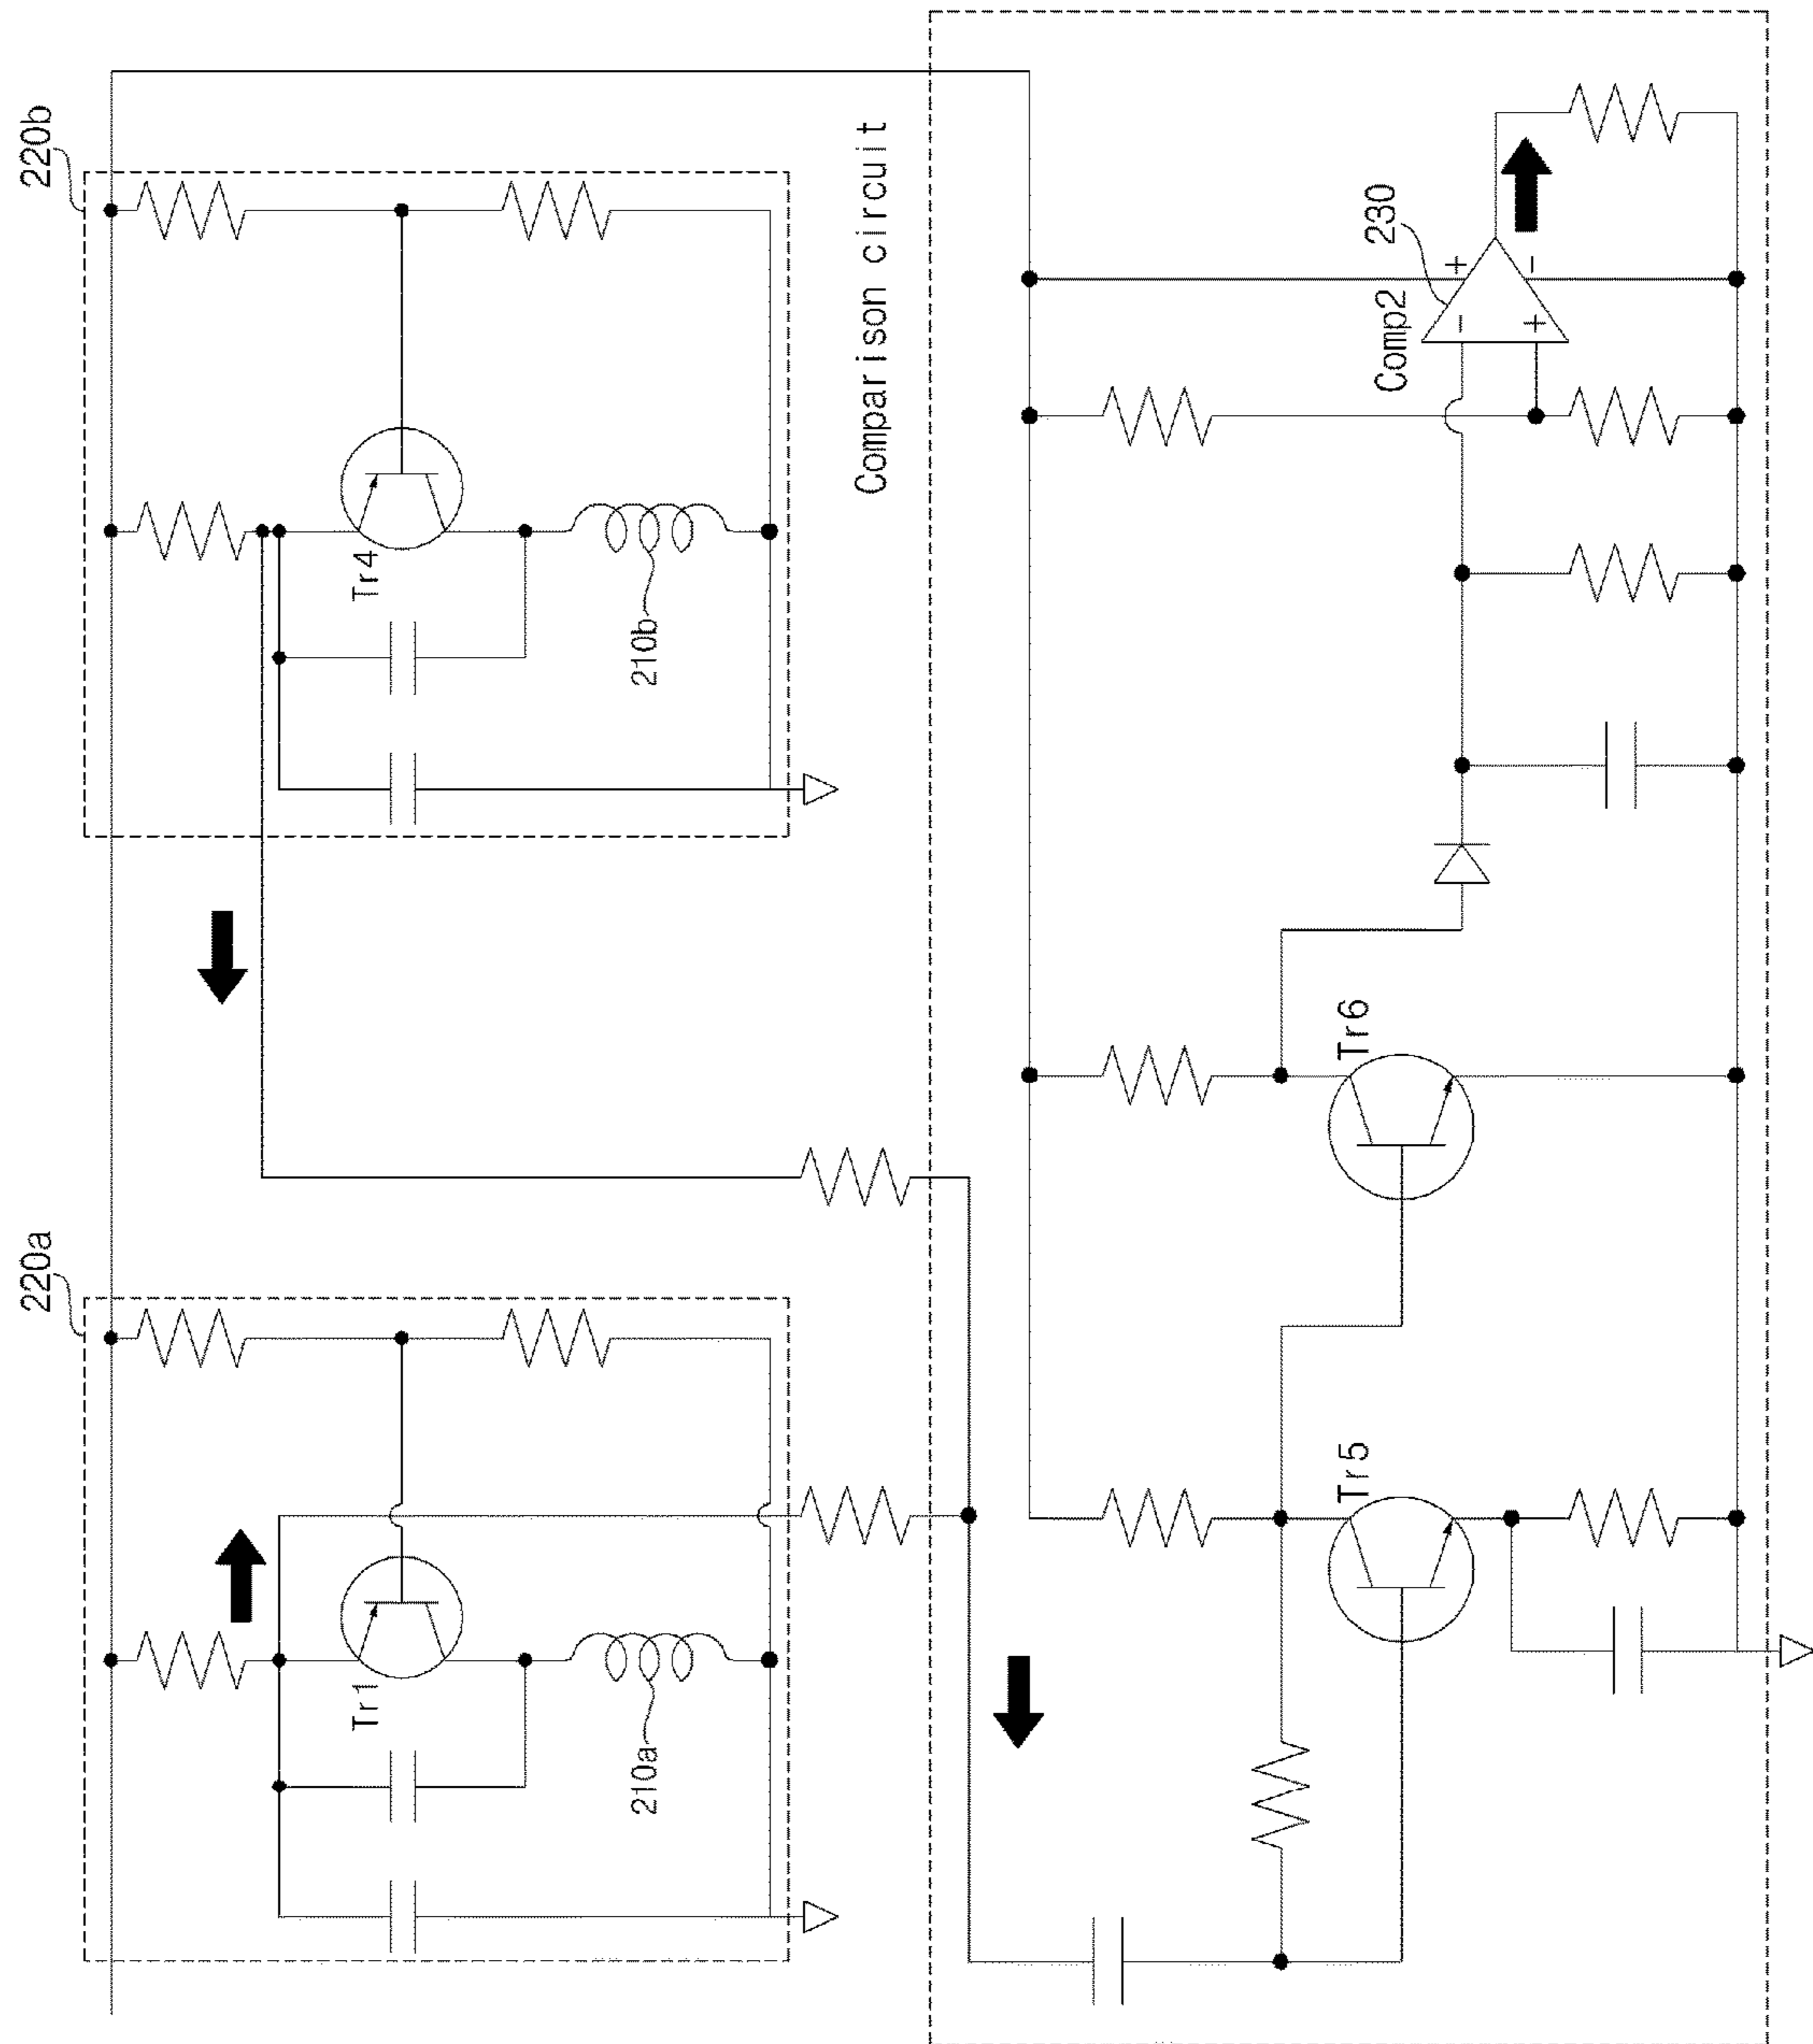 220b
Tr4
210b
Comparison circuit
220a
Tr1
210a
230
Comp2
+
-
-
+
Tr6
Tr5